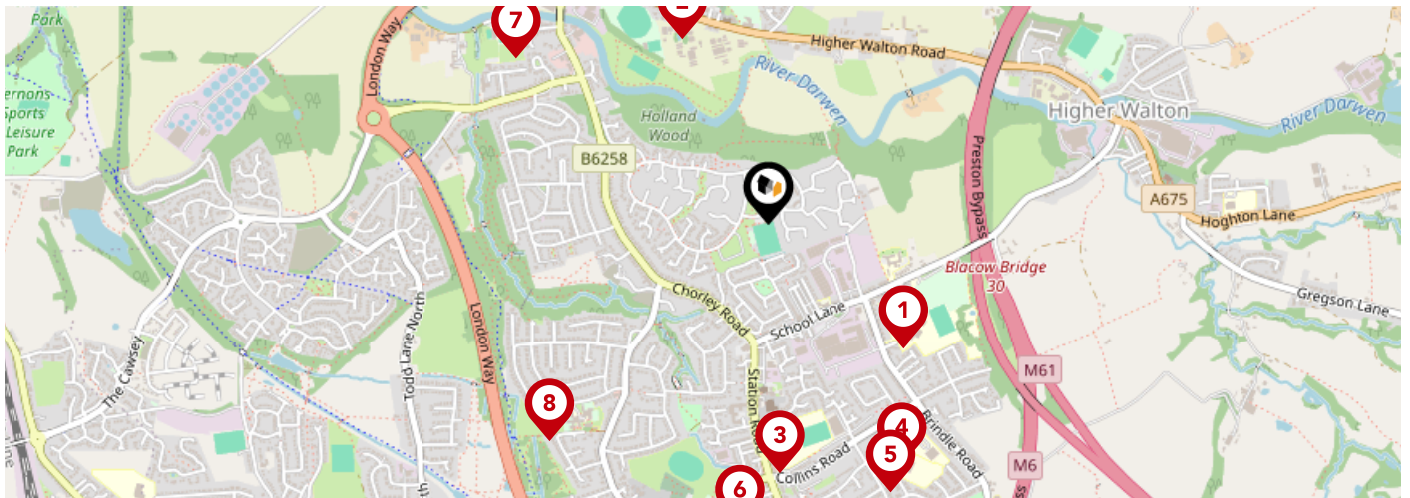 Park
7
London Way
Higher Walton Road
River Darwen
ernons
Sports
Leisure
Park
Holland
Wood
Higher Walton
River Darwen
B6258
Preston Bypass
A675
Hoghton Lane
Blacow Bridge
30
Gregson Lane
Chorley Road
School Lane
1
London Way
Todd Lane North
The Cawsey
M61
Station Road
8
3
4
5
Brindle Road
Collins Road
6
M6